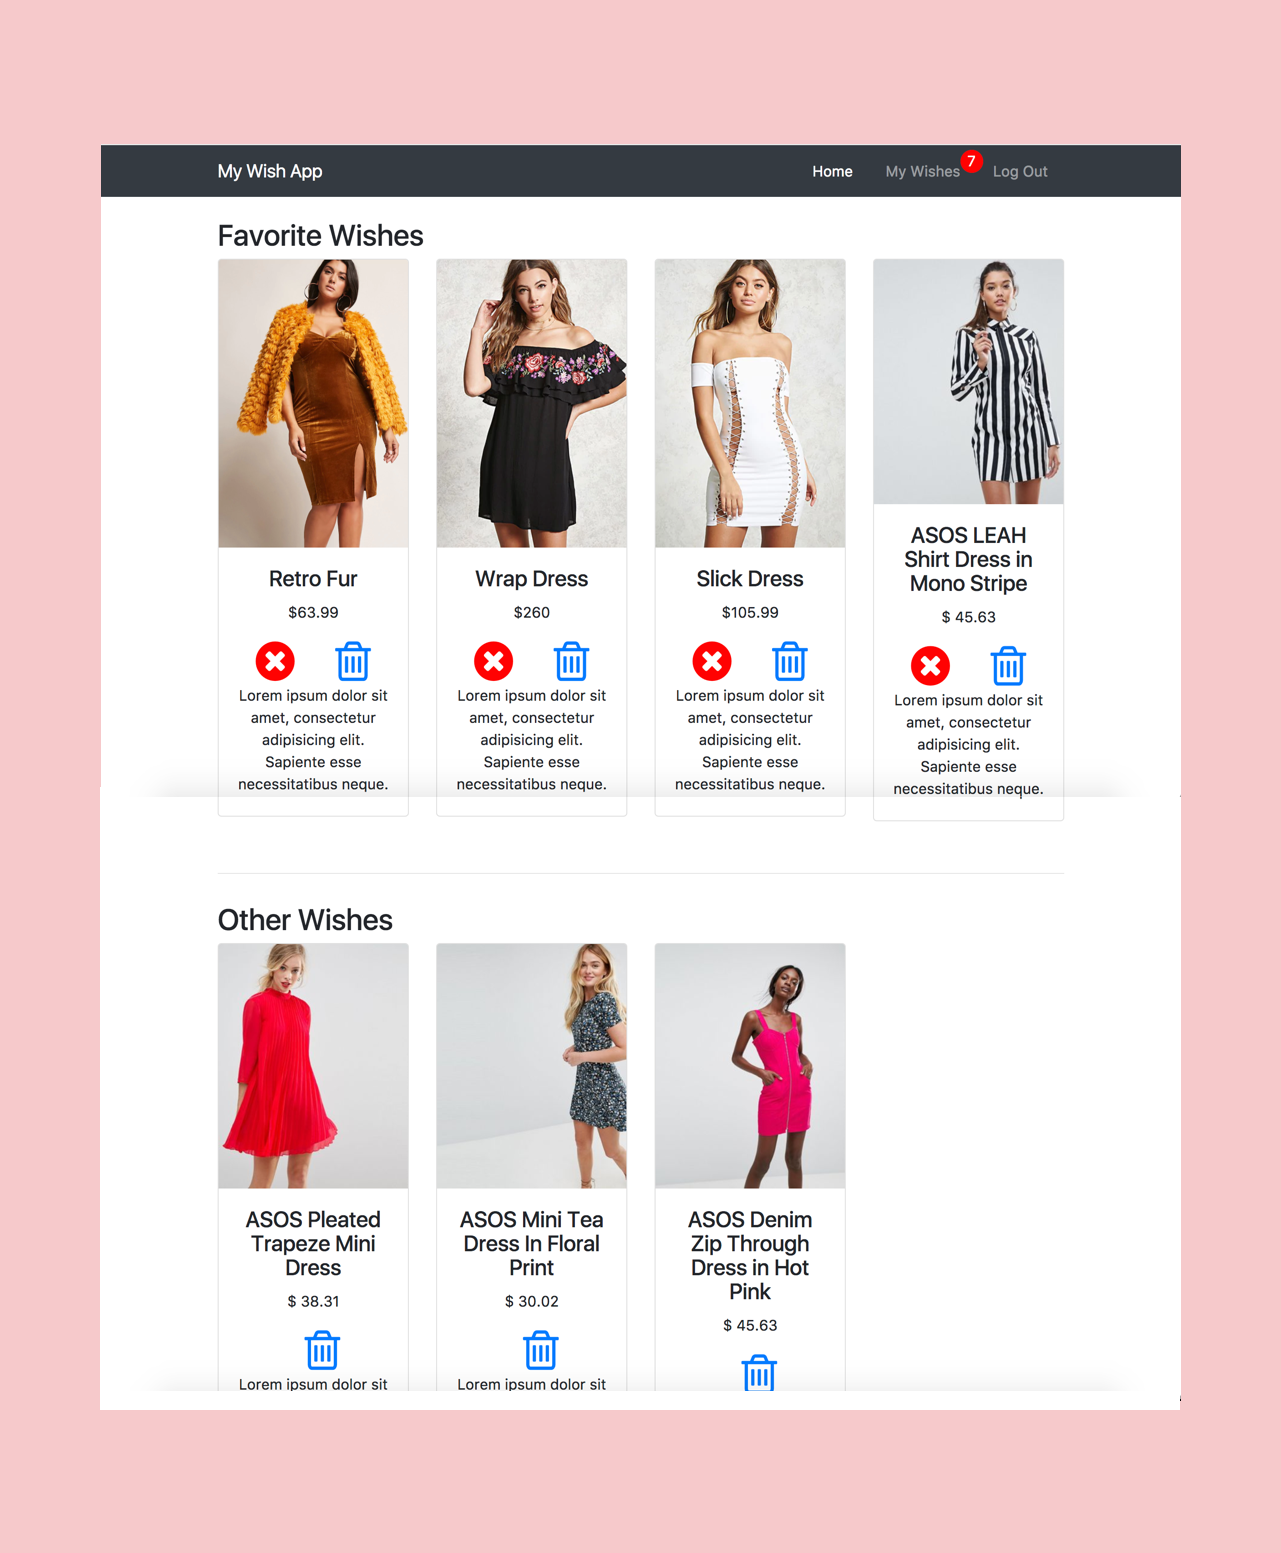 My Wish App
Home
My Wishes
7
Log Out
Favorite Wishes
Retro Fur
$63.99
Lorem ipsum dolor sit
amet, consectetur
adipisicing elit.
Sapiente esse
necessitatibus neque.
Wrap Dress
$260
Lorem ipsum dolor sit
amet, consectetur
adipisicing elit.
Sapiente esse
necessitatibus neque.
Slick Dress
$105.99
Lorem ipsum dolor sit
amet, consectetur
adipisicing elit.
Sapiente esse
necessitatibus neque.
ASOS LEAH
Shirt Dress in
Mono Stripe
$ 45.63
Lorem ipsum dolor sit
amet, consectetur
adipisicing elit.
Sapiente esse
necessitatibus neque.
Other Wishes
ASOS Pleated
Trapeze Mini
Dress
$ 38.31
Lorem ipsum dolor sit
ASOS Mini Tea
Dress In Floral
Print
$ 30.02
Lorem ipsum dolor sit
ASOS Denim
Zip Through
Dress in Hot
Pink
$ 45.63